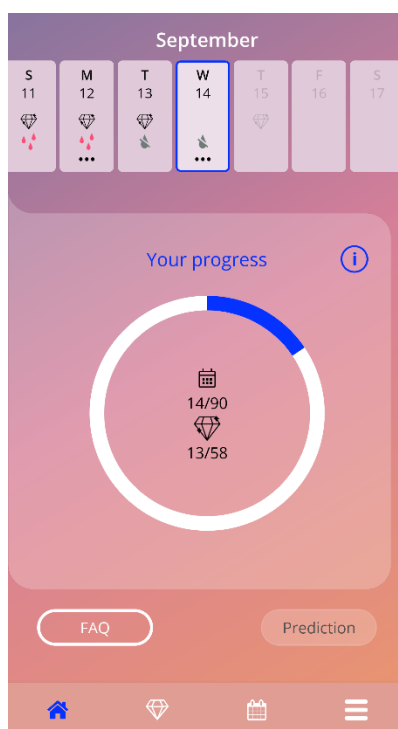 September
S M T W T F S
11 12 13 14 15 16 17
Your progress
i
14/90
13/58
FAQ
Prediction